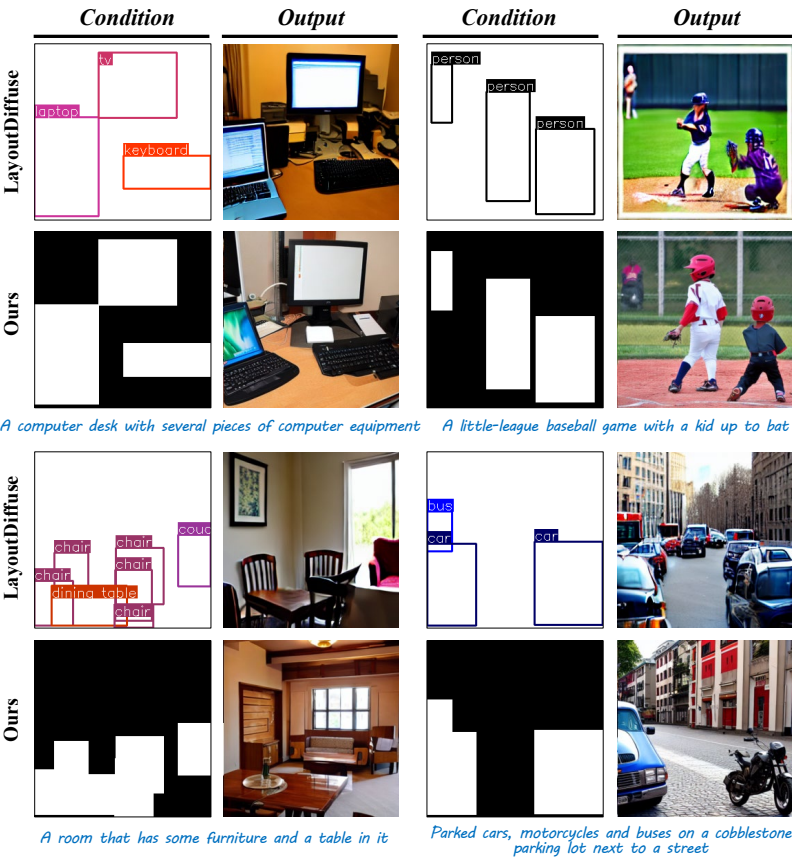 Condition Output Condition Output
LayoutDiffuse
tv
laptop
keyboard
person
person
person
Ours
A computer desk with several pieces of computer equipment
A little-league baseball game with a kid up to bat
LayoutDiffuse
chair
chair
chair
chair
dining table
chair
couc
bus
car
car
Ours
A room that has some furniture and a table in it
Parked cars, motorcycles and buses on a cobblestone
parking lot next to a street